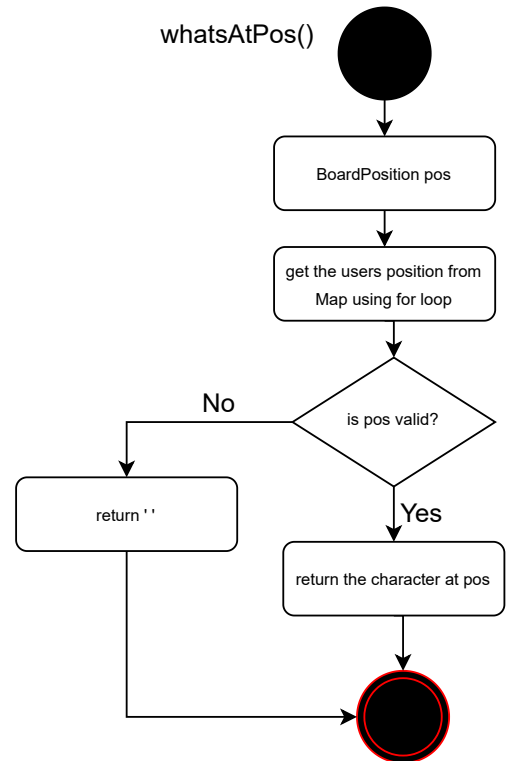 whatsAtPos()
BoardPosition pos
get the users position from
Map using for loop
is pos valid?
No
return ' '
Yes
return the character at pos